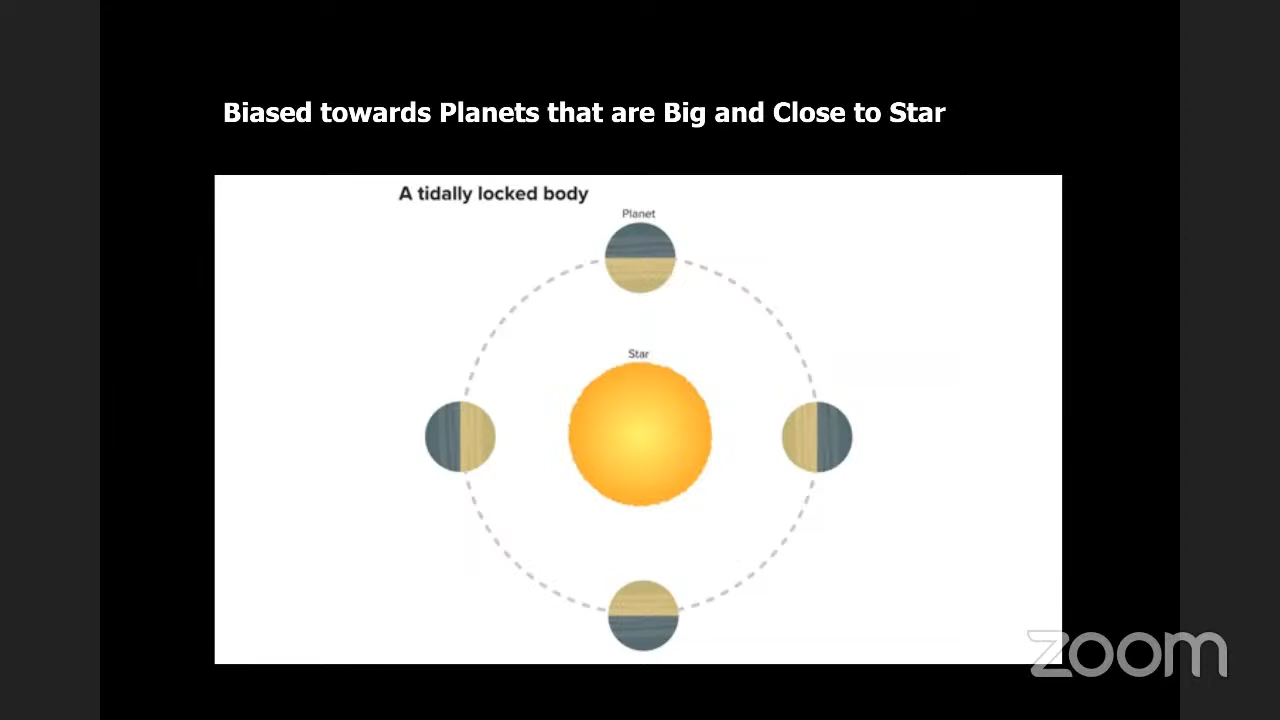 Biased towards Planets that are Big and Close to Star
A tidally locked body
Planet
Star
zoom